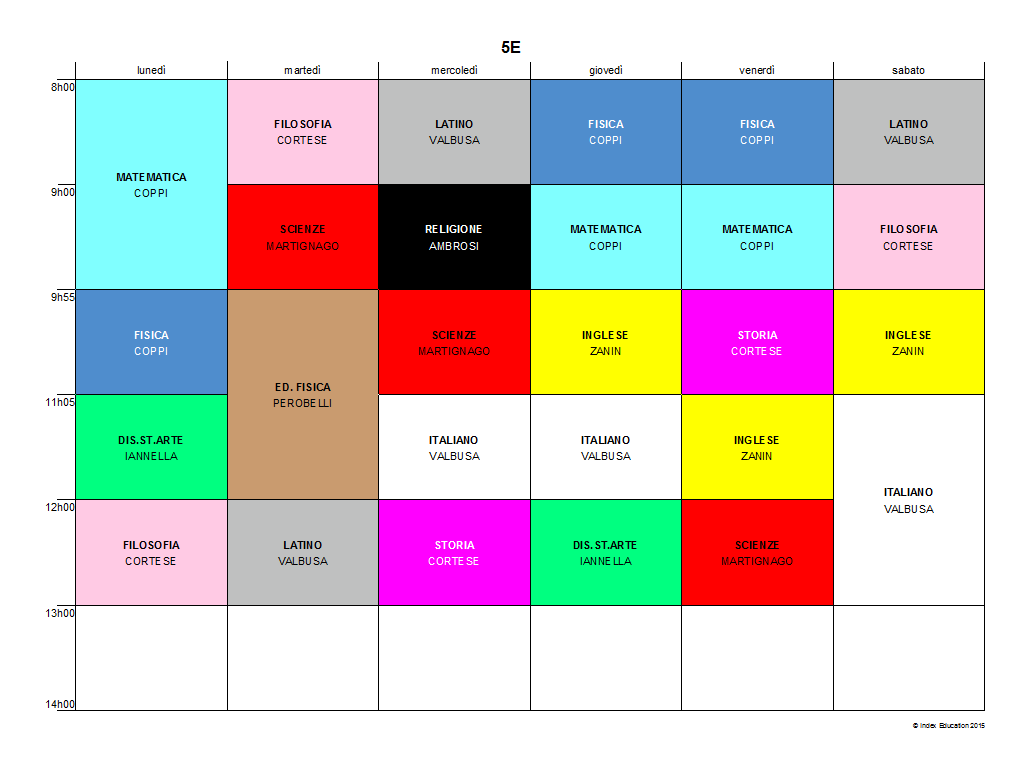 5E
lunedì martedì mercoledì giovedì venerdì sabato
8h00
FILOSOFIA LATINO FISICA FISICA LATINO
CORTESE VALBUSA COPPI COPPI VALBUSA
MATEMATICA
COPPI
9h00
SCIENZE RELIGIONE MATEMATICA MATEMATICA FILOSOFIA
MARTIGNAGO AMBROSI COPPI COPPI CORTESE
9h55
FISICA SCIENZE INGLESE STORIA INGLESE
COPPI MARTIGNAGO ZANIN CORTESE ZANIN
ED. FISICA
PEROBELLI
11h05
DIS.ST.ARTE ITALIANO ITALIANO INGLESE
IANNELLA VALBUSA VALBUSA ZANIN
ITALIANO
VALBUSA
12h00
FILOSOFIA LATINO STORIA DIS.ST.ARTE SCIENZE
CORTESE VALBUSA CORTESE IANNELLA MARTIGNAGO
13h00
14h00
© Index Education 2015